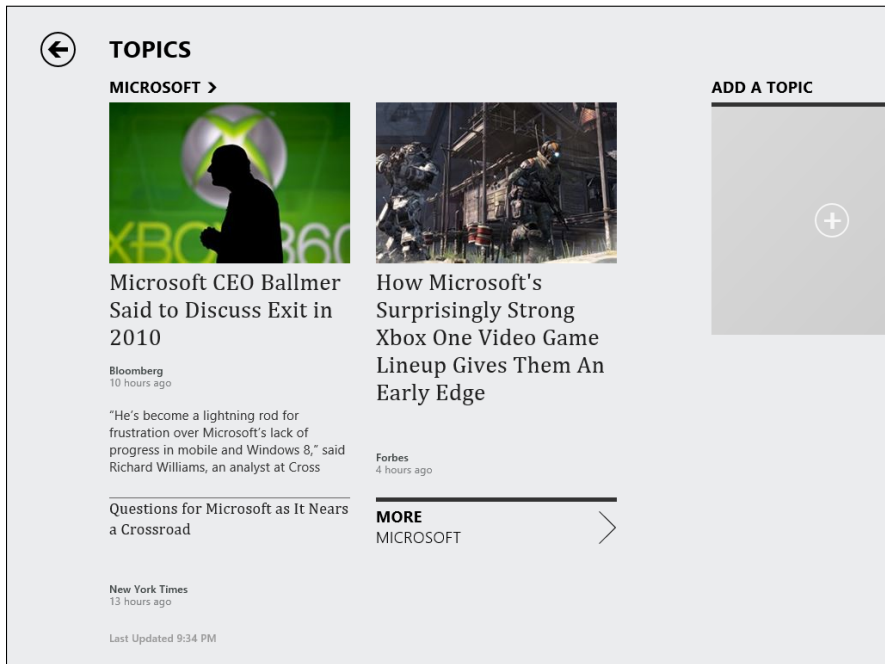 TOPICS
MICROSOFT
XBOX 360
Microsoft CEO Ballmer
Said to Discuss Exit in
2010
Bloomberg
10 hours ago
“He’s become a lightning rod for
frustration over Microsoft’s lack of
progress in mobile and Windows 8,” said
Richard Williams, an analyst at Cross
Questions for Microsoft as It Nears
a Crossroad
New York Times
13 hours ago
Last Updated 9:34 PM
How Microsoft's
Surprisingly Strong
Xbox One Video Game
Lineup Gives Them An
Early Edge
Forbes
4 hours ago
MORE
MICROSOFT
ADD A TOPIC